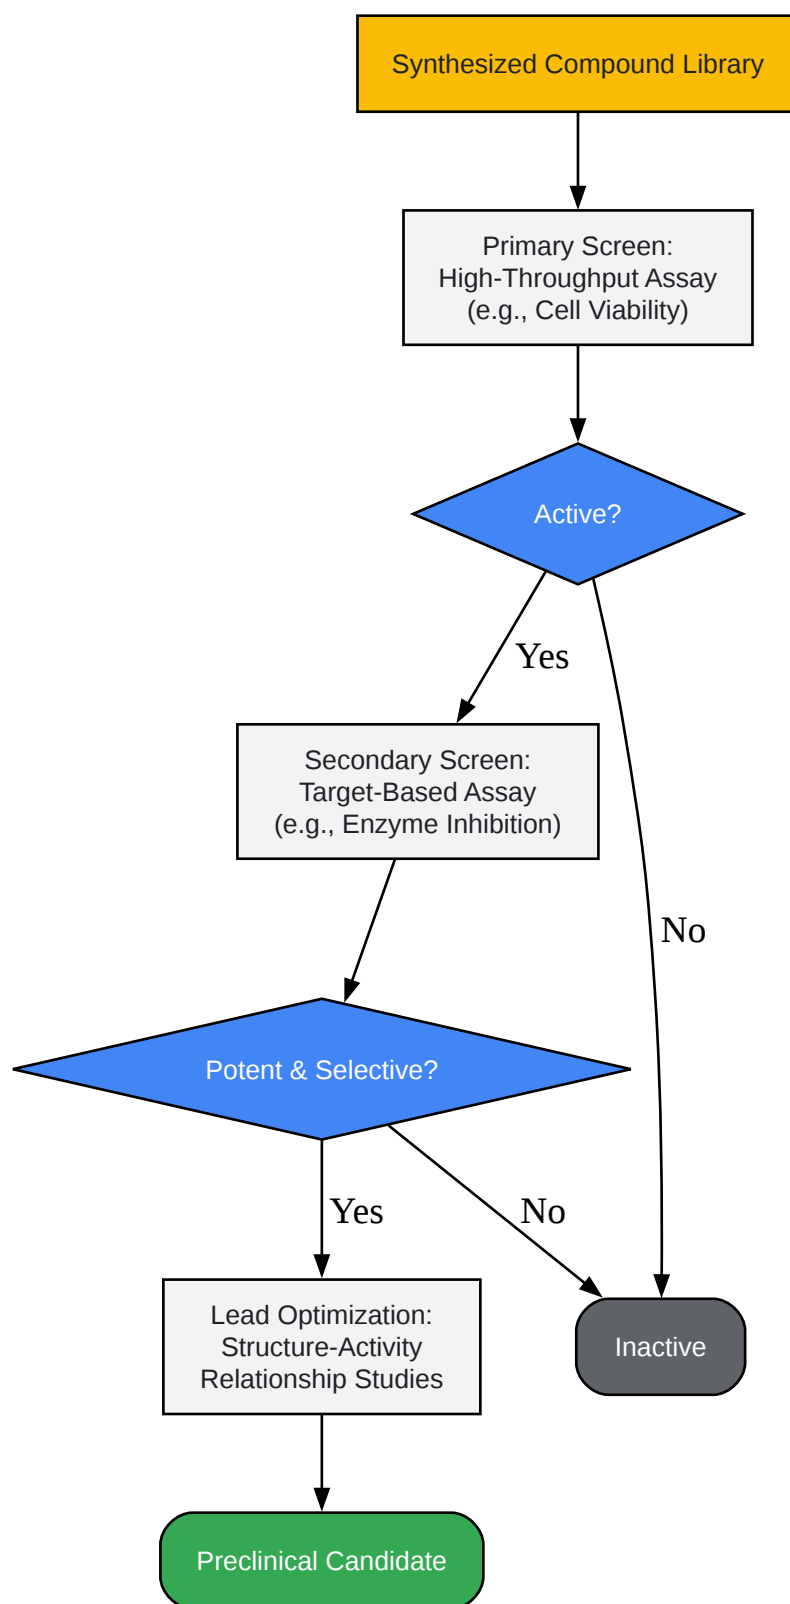 Synthesized Compound Library
Primary Screen:
High-Throughput Assay
(e.g., Cell Viability)
Active?
Yes
Secondary Screen:
Target-Based Assay
(e.g., Enzyme Inhibition)
No
Potent & Selective?
Yes
No
Lead Optimization:
Structure-Activity
Relationship Studies
Inactive
Preclinical Candidate